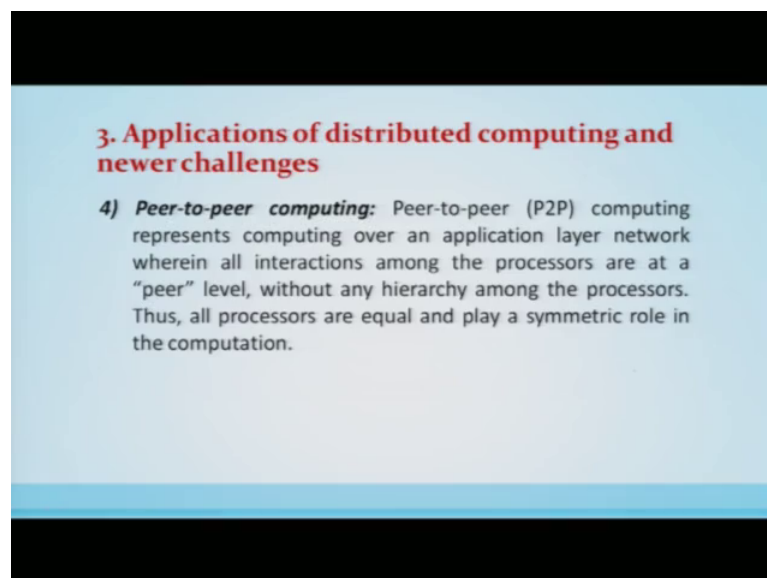 3. Applications of distributed computing and
newer challenges
4) Peer-to-peer computing: Peer-to-peer (P2P) computing
represents computing over an application layer network
wherein all interactions among the processors are at a
“peer” level, without any hierarchy among the processors.
Thus, all processors are equal and play a symmetric role in
the computation.